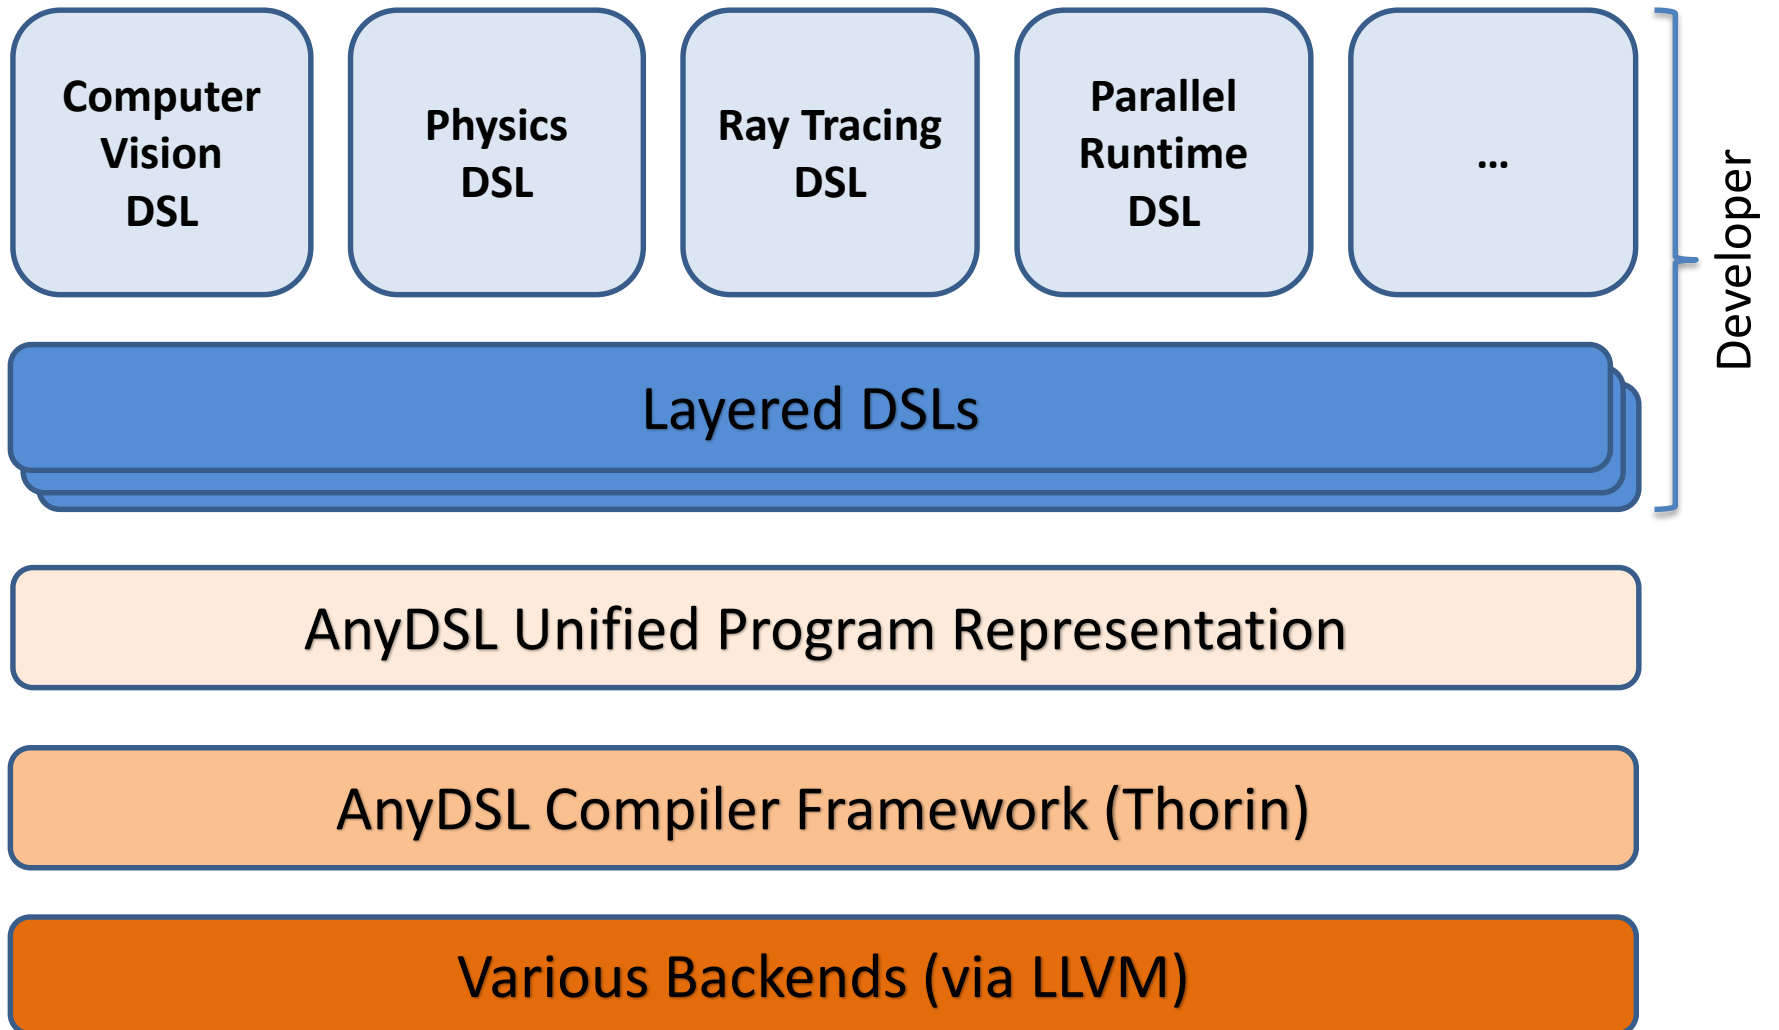 Computer
Vision
DSL
Physics
DSL
Ray Tracing
DSL
Parallel
Runtime
DSL
...
Developer
Layered DSLs
AnyDSL Unified Program Representation
AnyDSL Compiler Framework (Thorin)
Various Backends (via LLVM)